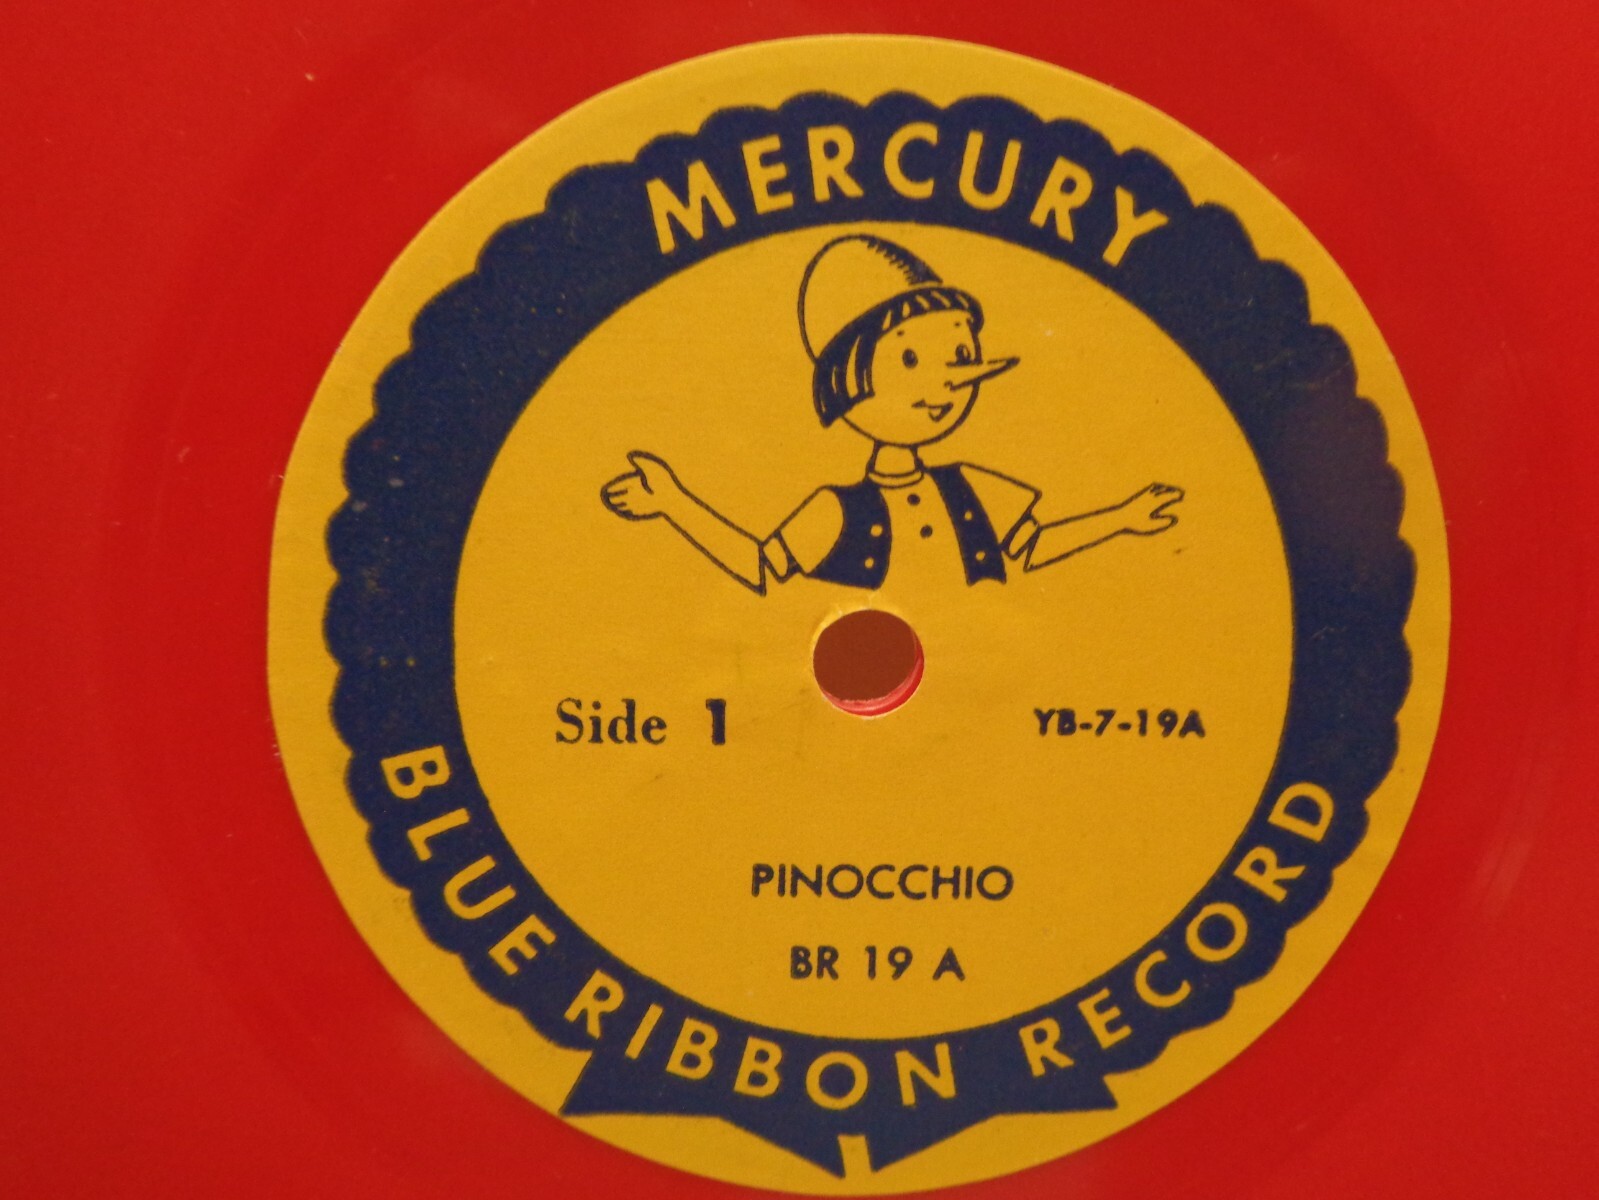 MERCURY
Side 1
YB-7-19A
PINOCCHIO
BR 19 A
BLUE RIBBON RECORD